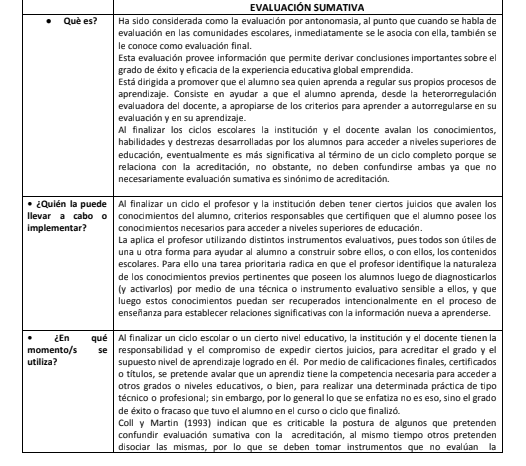 EVALUACIÓN SUMATIVA
• Què es?
Ha sido considerada como la evaluación por antonomasia, al punto que cuando se habla de
evaluación en las comunidades escolares, inmediatamente se le asocia con ella, también se
le conoce como evaluación final.
Esta evaluación provee información que permite derivar conclusiones importantes sobre el
grado de éxito y eficacia de la experiencia educativa global emprendida.
Está dirigida a promover que el alumno sea quien aprenda a regular sus propios procesos de
aprendizaje. Consiste en ayudar a que el alumno aprenda, desde la heterorregulación
evaluadora del docente, a apropiarse de los criterios para aprender a autorregularse en su
evaluación y en su aprendizaje.
Al finalizar los ciclos escolares la institución y el docente avalan los conocimientos,
habilidades y destrezas desarrolladas por los alumnos para acceder a niveles superiores de
educación, eventualmente es más significativa al término de un ciclo completo porque se
relaciona con la acreditación, no obstante, no deben confundirse ambas ya que no
necesariamente evaluación sumativa es sinónimo de acreditación.
• ¿Quién la puede
llevar a cabo o
implementar?
Al finalizar un ciclo el profesor y la institución deben tener ciertos juicios que avalen los
conocimientos del alumno, criterios responsables que certifiquen que el alumno posee los
conocimientos necesarios para acceder a niveles superiores de educación.
La aplica el profesor utilizando distintos instrumentos evaluativos, pues todos son útiles de
una u otra forma para ayudar al alumno a construir sobre ellos, o con ellos, los contenidos
escolares. Para ello una tarea prioritaria radica en que el profesor identifique la naturaleza
de los conocimientos previos pertinentes que poseen los alumnos luego de diagnosticarlos
(y activarlos) por medio de una técnica o instrumento evaluativo sensible a ellos, y que
luego estos conocimientos puedan ser recuperados intencionalmente en el proceso de
enseñanza para establecer relaciones significativas con la información nueva a aprenderse.
• ¿En qué
momento/s se
utiliza?
Al finalizar un ciclo escolar o un cierto nivel educativo, la institución y el docente tienen la
responsabilidad y el compromiso de expedir ciertos juicios, para acreditar el grado y el
supuesto nivel de aprendizaje logrado en él. Por medio de calificaciones finales, certificados
o títulos, se pretende avalar que un aprendiz tiene la competencia necesaria para acceder a
otros grados o niveles educativos, o bien, para realizar una determinada práctica de tipo
técnico o profesional; sin embargo, por lo general lo que se enfatiza no es eso, sino el grado
de éxito o fracaso que tuvo el alumno en el curso o ciclo que finalizó.
Coll y Martin (1993) indican que es criticable la postura de algunos que pretenden
confundir evaluación sumativa con la acreditación, al mismo tiempo otros pretenden
disociar las mismas, por lo que se deben tomar instrumentos que no evalúan la